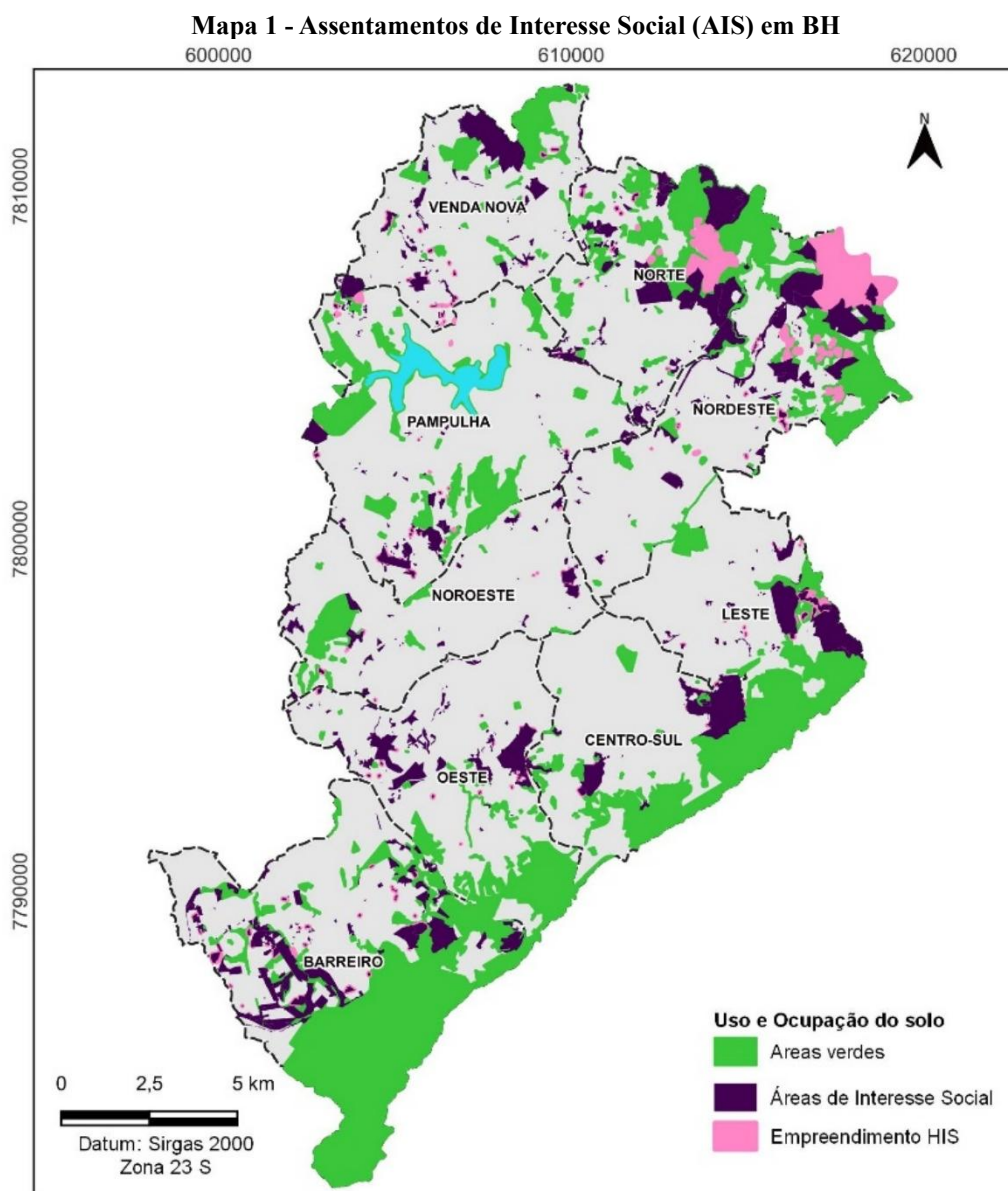 Mapa 1 - Assentamentos de Interesse Social (AIS) em BH
600000 610000 620000
N
7810000
VENDA NOVA
NORTE
NORDESTE
PAMPULHA
7800000
NOROESTE
LESTE
CENTRO-SUL
OESTE
7790000
BARREIRO
Uso e Ocupação do solo
Areas verdes
Áreas de Interesse Social
Empreendimento HIS
0 2,5 5 km
Datum: Sirgas 2000
Zona 23 S